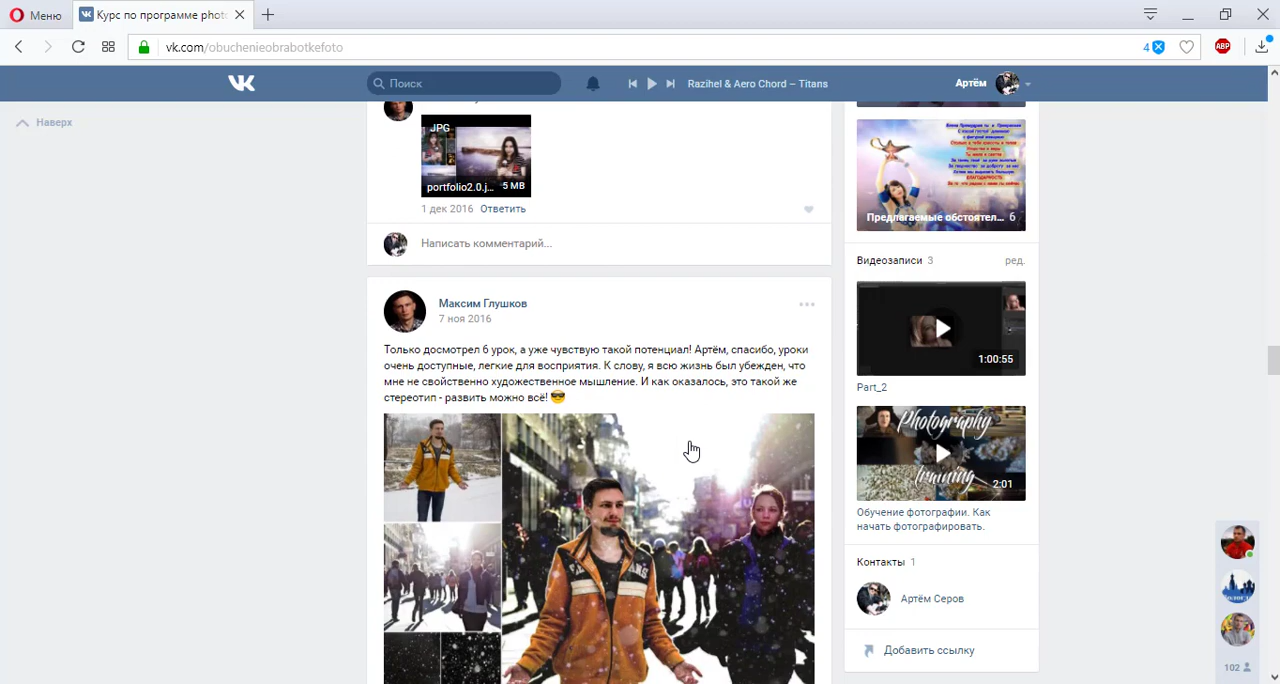 Меню
Курс по программе photo
vk.com/obuchenieobrabotkefoto
4
ABP
Поиск
Razihel & Aero Chord – Titans
Артём
Наверх
JPG
portfolio2.0.j... 5 MB
1 дек 2016 Ответить
Написать комментарий...
Максим Глушков
7 ноя 2016
Только досмотрел 6 урок, а уже чувствую такой потенциал! Артём, спасибо, уроки
очень доступные, легкие для восприятия. К слову, я всю жизнь был убежден, что
мне не свойственно художественное мышление. И как оказалось, это такой же
стереотип - развить можно всё! 😎
Предлагаемые обстоятел... 6
Видеозаписи 3
ред.
1:00:55
Part_2
Photography
training
2:01
Обучение фотографии. Как
начать фотографировать.
Контакты 1
Артём Серов
Добавить ссылку
102